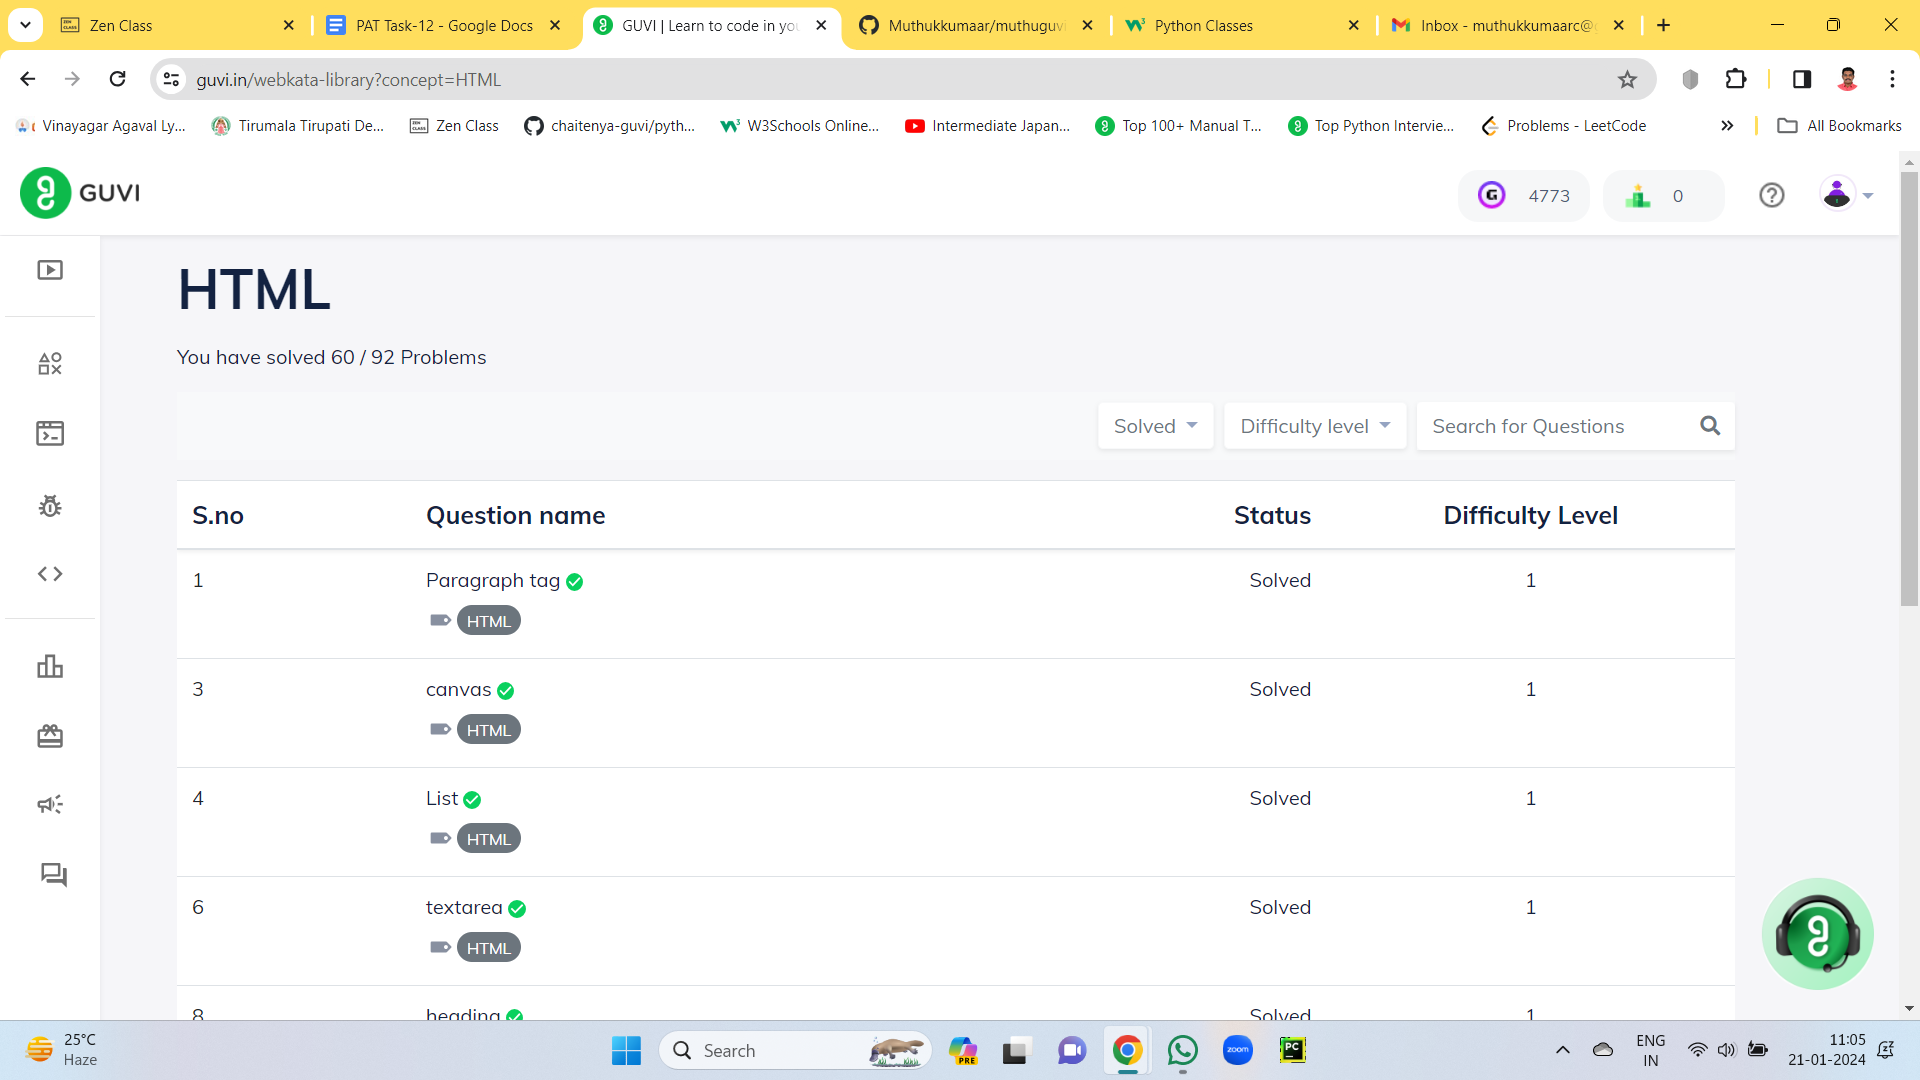 Zen Class
PAT Task-12 - Google Docs
GUVI | Learn to code in you
Muthukkumaar/muthuguvi
Python Classes
Inbox - muthukkumaarc@g
guvi.in/webkata-library?concept=HTML
Vinayagar Agaval Ly...
Tirumala Tirupati De...
Zen Class
chaitenya-guvi/pyth...
W3Schools Online...
Intermediate Japan...
Top 100+ Manual T...
Top Python Intervie...
Problems - LeetCode
All Bookmarks
GUVI
4773
0
HTML
You have solved 60 / 92 Problems
Solved
Difficulty level
Search for Questions
S.no Question name Status Difficulty Level
1 Paragraph tag Solved 1
HTML
3 canvas Solved 1
HTML
4 List Solved 1
HTML
6 textarea Solved 1
HTML
8 heading Solved 1
25°C
Haze
Search
PRE
zoom
PC
ENG
IN
11:05
21-01-2024